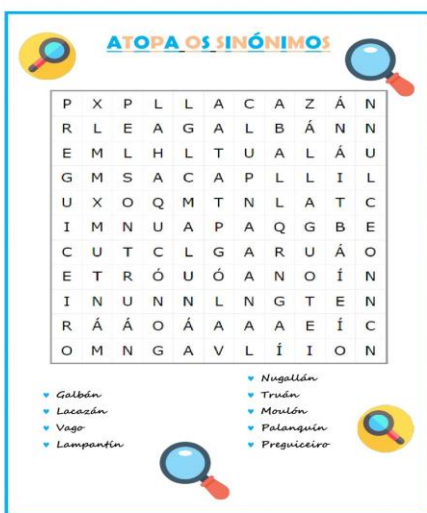 ATOPA OS SINÓNIMOS
P X P L L A C A Z Á N
R L E A G A L B Á N N
E M L H L T U A L Á U
G M S A C A P L L I L
U X O Q M T N L A T C
I M N U A P A Q G B E
C U T C L G A R U Á O
E T R Ó U Ó A N O Í N
I N U N N L N G T E N
R Á Á O Á A A A E Í C
O M N G A V L Í I O N
Galbán
Lacazán
Vago
Lampantín
Nugallán
Truán
Moulón
Palanquín
Preguiceiro